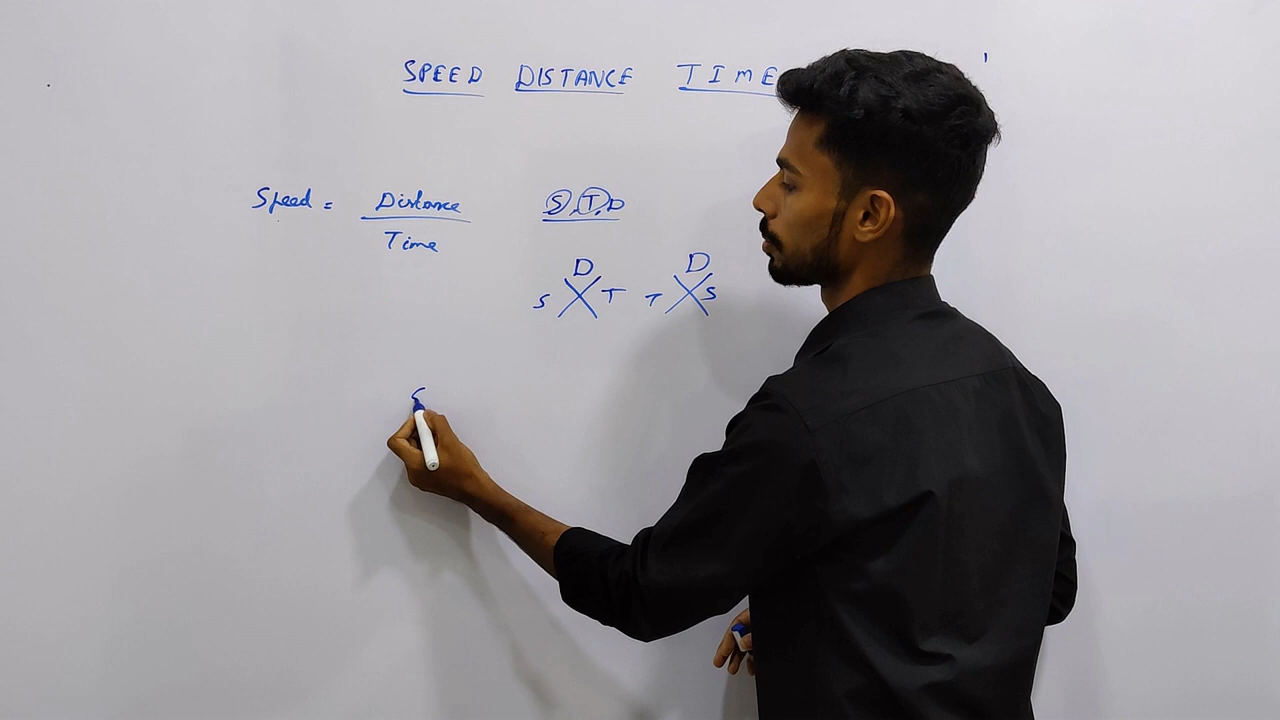 SPEED DISTANCE TIME
Speed = Distance
Time
S,T,D
D
S T
D
T S
S